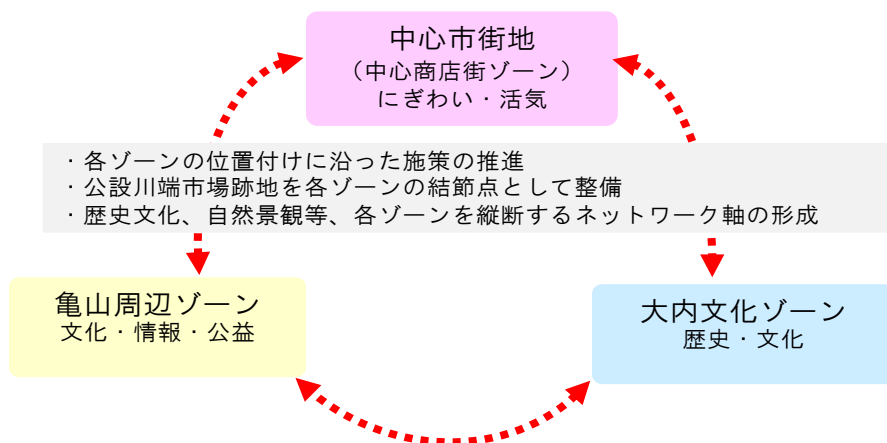 中心市街地
（中心商店街ゾーン）
にぎわい・活気
・各ゾーンの位置付けに沿った施策の推進
・公設川端市場跡地を各ゾーンの結節点として整備
・歴史文化、自然景観等、各ゾーンを縦断するネットワーク軸の形成
亀山周辺ゾーン
文化・情報・公益
大内文化ゾーン
歴史・文化